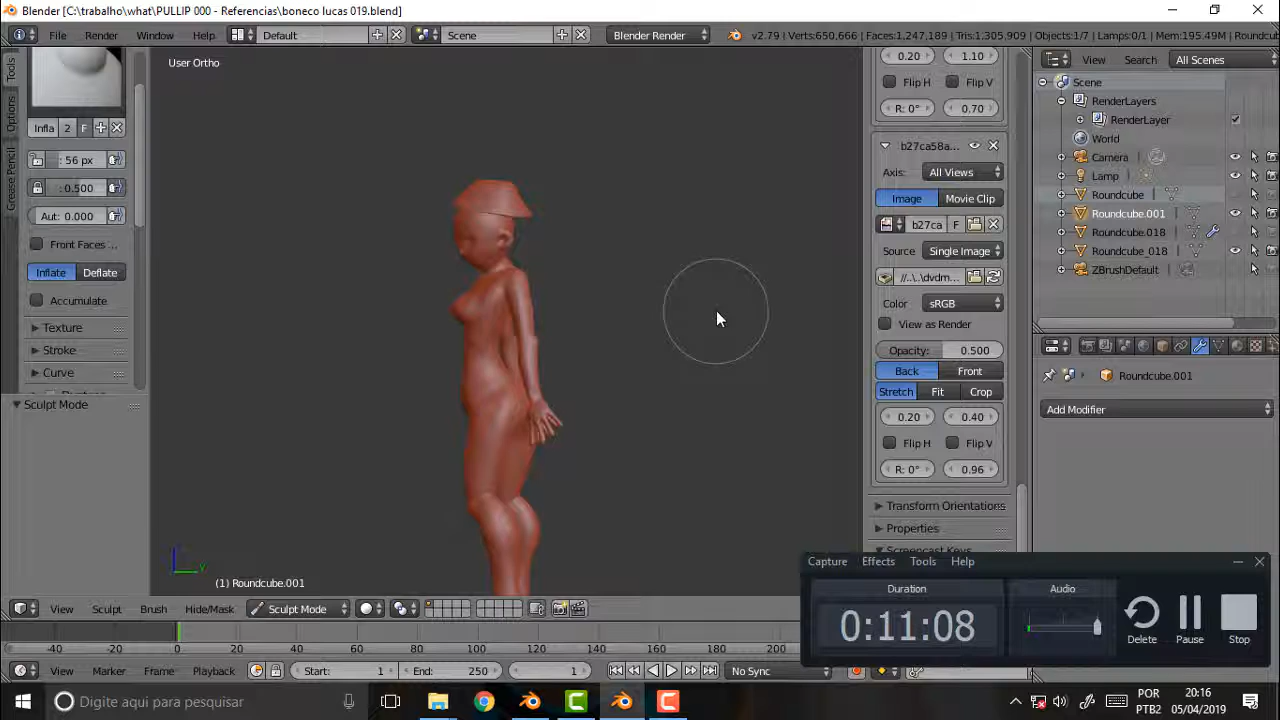 Blender [C:\trabalho\what\PULLIP 000 - Referencias\boneco lucas 019.blend]
File Render Window Help Default Scene Blender Render v2.79 | Verts:650,666 | Faces:1,247,189 | Tris:1,305,909 | Objects:1/7 | Lamps:0/1 | Mem:195.49M | Roundcub
Tools
Options
Grease Pencil
Infla 2 F
: 56 px
: 0.500
Aut: 0.000
Front Faces ...
Inflate Deflate
Accumulate
Texture
Stroke
Curve
Sculpt Mode
User Ortho
(1) Roundcube.001
0.20 1.10
Flip H Flip V
R: 0° 0.70
b27ca58a...
Axis: All Views
Image Movie Clip
b27ca F
Source Single Image
//..\dvdm...
Color sRGB
View as Render
Opacity: 0.500
Back Front
Stretch Fit Crop
0.20 0.40
Flip H Flip V
R: 0° 0.96
Transform Orientations
Properties
Screencast Keys
View Search All Scenes
Scene
RenderLayers
RenderLayer
World
Camera
Lamp
Roundcube
Roundcube.001
Roundcube.018
Roundcube_018
ZBrushDefault
Roundcube.001
Add Modifier
Capture Effects Tools Help
Duration Audio
0:11:08
Delete Pause Stop
View Sculpt Brush Hide/Mask Sculpt Mode
-40 -20 0 20 40 60 80 100 120 140 160 180 200
View Marker Frame Playback Start: 1 End: 250 1 No Sync
Digite aqui para pesquisar
POR
PTB2
20:16
05/04/2019